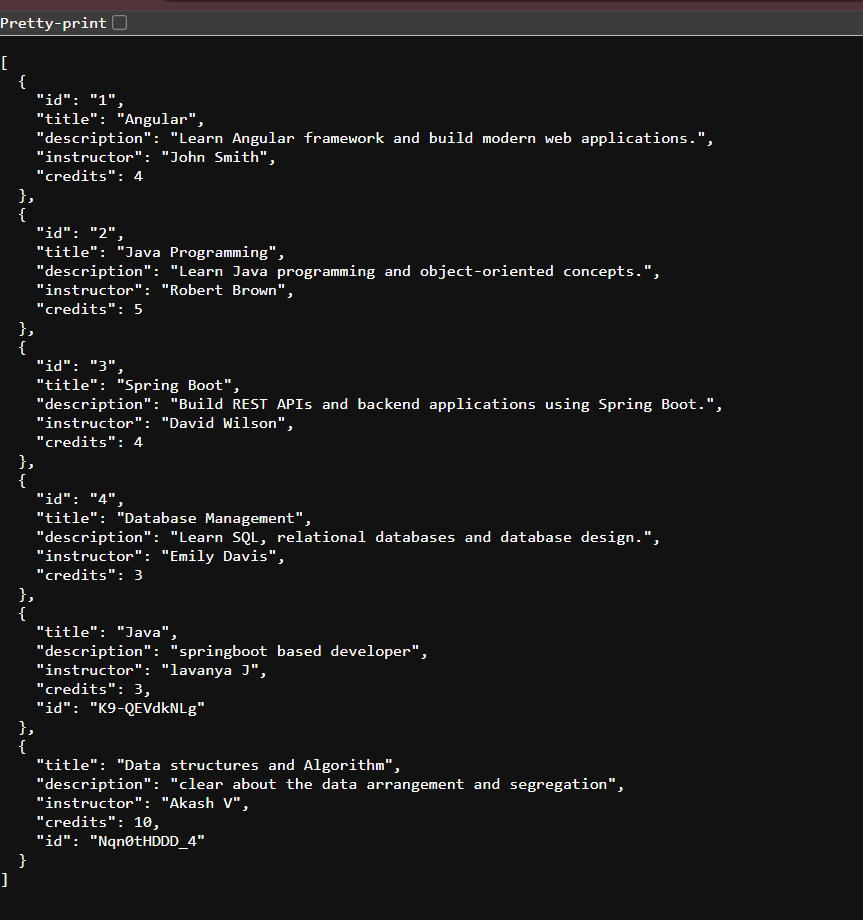 Pretty-print
[
  {
    "id": "1",
    "title": "Angular",
    "description": "Learn Angular framework and build modern web applications.",
    "instructor": "John Smith",
    "credits": 4
  },
  {
    "id": "2",
    "title": "Java Programming",
    "description": "Learn Java programming and object-oriented concepts.",
    "instructor": "Robert Brown",
    "credits": 5
  },
  {
    "id": "3",
    "title": "Spring Boot",
    "description": "Build REST APIs and backend applications using Spring Boot.",
    "instructor": "David Wilson",
    "credits": 4
  },
  {
    "id": "4",
    "title": "Database Management",
    "description": "Learn SQL, relational databases and database design.",
    "instructor": "Emily Davis",
    "credits": 3
  },
  {
    "title": "Java",
    "description": "springboot based developer",
    "instructor": "lavanya J",
    "credits": 3,
    "id": "K9-QEVdkNLg"
  },
  {
    "title": "Data structures and Algorithm",
    "description": "clear about the data arrangement and segregation",
    "instructor": "Akash V",
    "credits": 10,
    "id": "Nqn0tHDDD_4"
  }
]